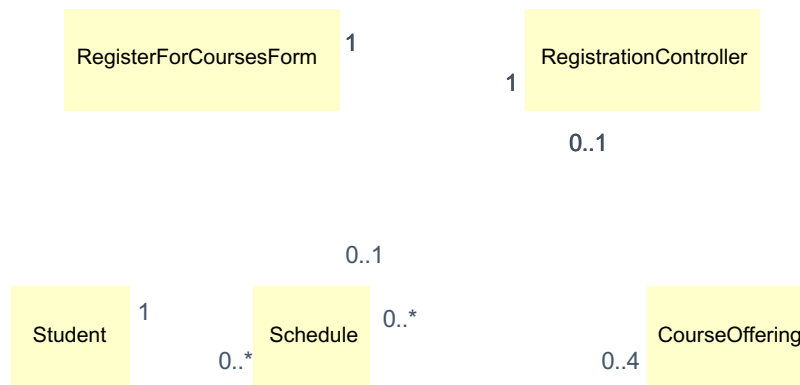 RegisterForCoursesForm
1
RegistrationController
1
0..1
0..1
Student
1
Schedule
0..*
0..*
CourseOffering
0..4